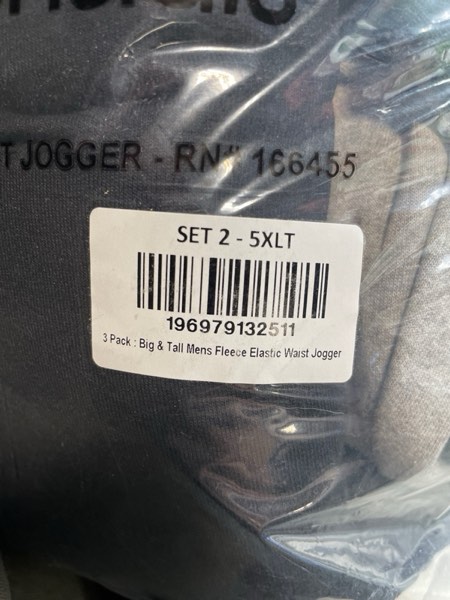 T JOGGER - RN# 166455
SET 2 - 5XLT
196979132511
3 Pack : Big & Tall Mens Fleece Elastic Waist Jogger